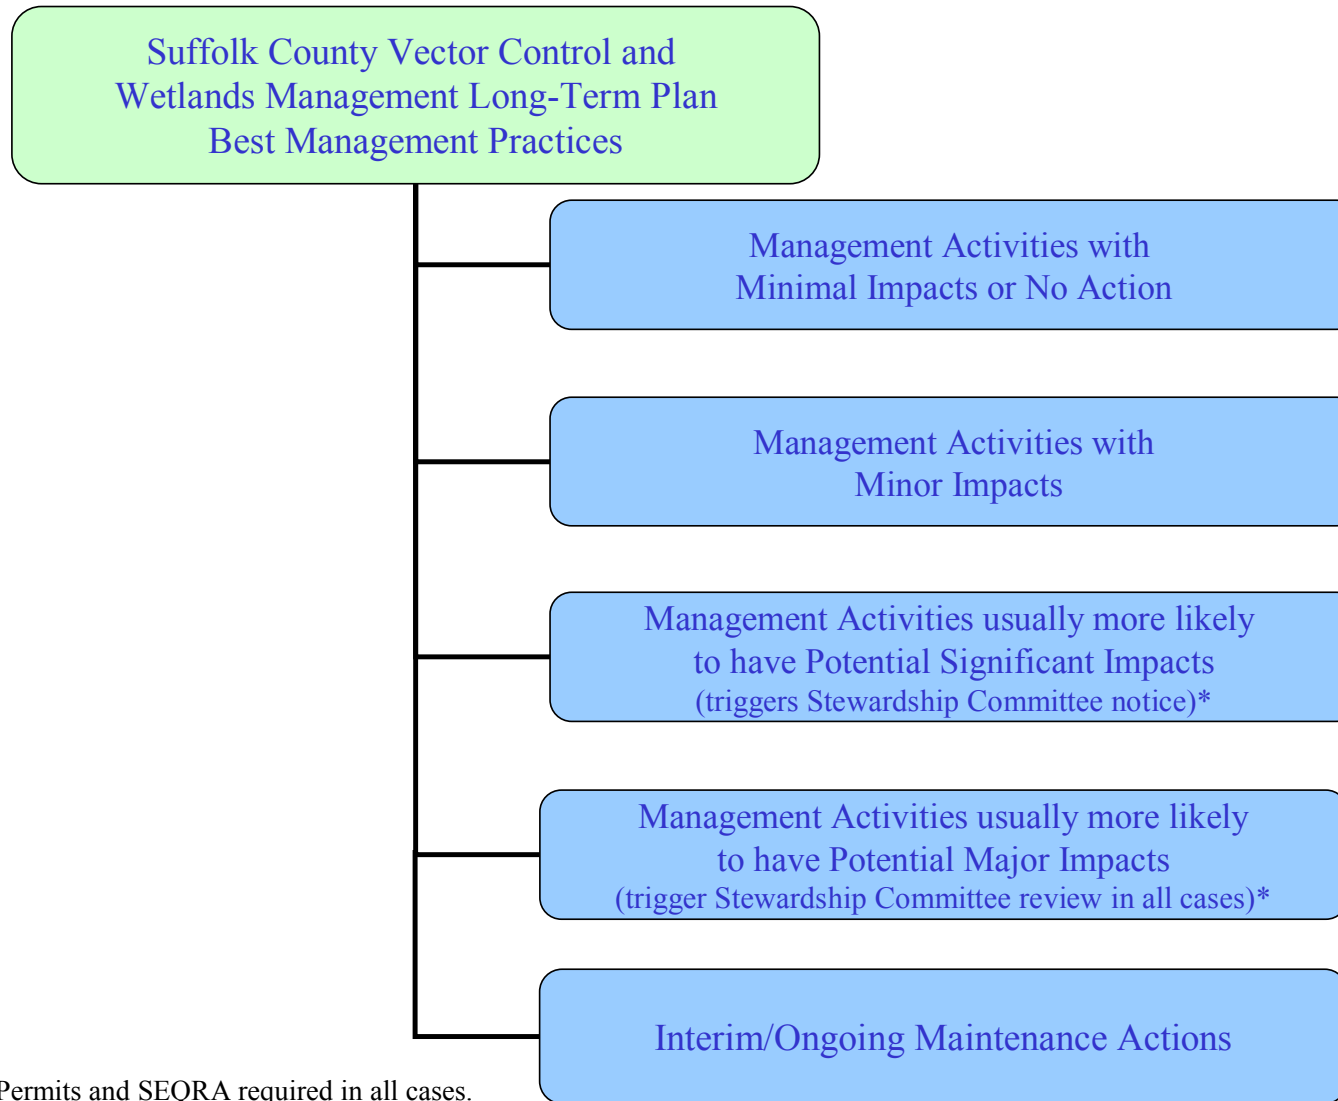 Suffolk County Vector Control and
Wetlands Management Long-Term Plan
Best Management Practices
Management Activities with
Minimal Impacts or No Action
Management Activities with
Minor Impacts
Management Activities usually more likely
to have Potential Significant Impacts
(triggers Stewardship Committee notice)*
Management Activities usually more likely
to have Potential Major Impacts
(trigger Stewardship Committee review in all cases)*
Interim/Ongoing Maintenance Actions
Permits and SEQRA required in all cases.